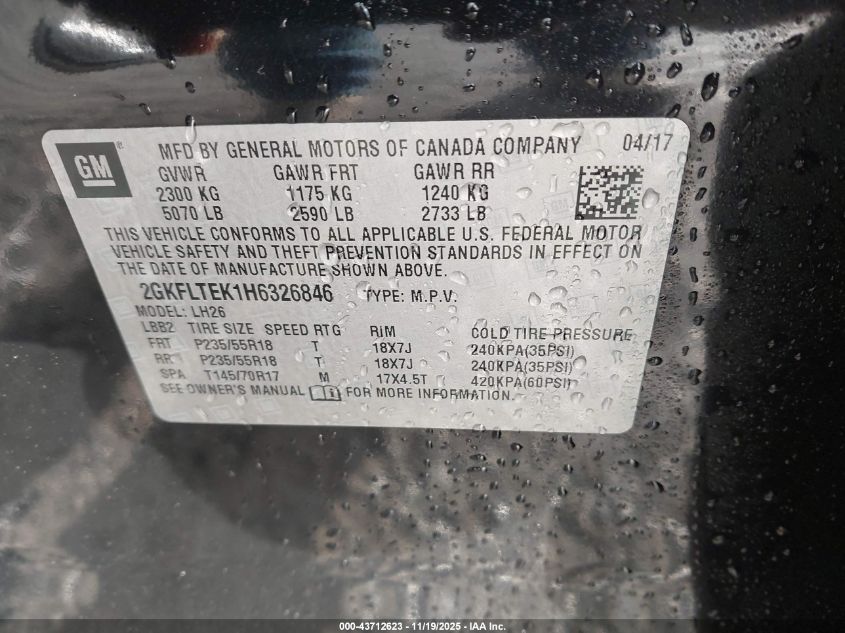 GM
MFD BY GENERAL MOTORS OF CANADA COMPANY 04/17
GVWR GAWR FRT GAWR RR
2300 KG 1175 KG 1240 KG
5070 LB 2590 LB 2733 LB
THIS VEHICLE CONFORMS TO ALL APPLICABLE U.S. FEDERAL MOTOR
VEHICLE SAFETY AND THEFT PREVENTION STANDARDS IN EFFECT ON
THE DATE OF MANUFACTURE SHOWN ABOVE.
2GKFLTEK1H6326846 TYPE: M.P.V.
MODEL: LH26
LBB2 TIRE SIZE SPEED RTG RIM COLD TIRE PRESSURE
FRT P235/55R18 T 18X7J 240KPA(35PSI)
RR P235/55R18 T 18X7J 240KPA(35PSI)
SPA T145/70R17 M 17X4.5T 420KPA(60PSI)
SEE OWNER'S MANUAL FOR MORE INFORMATION.
000-43712623 | 11/19/2025 - IAA Inc.